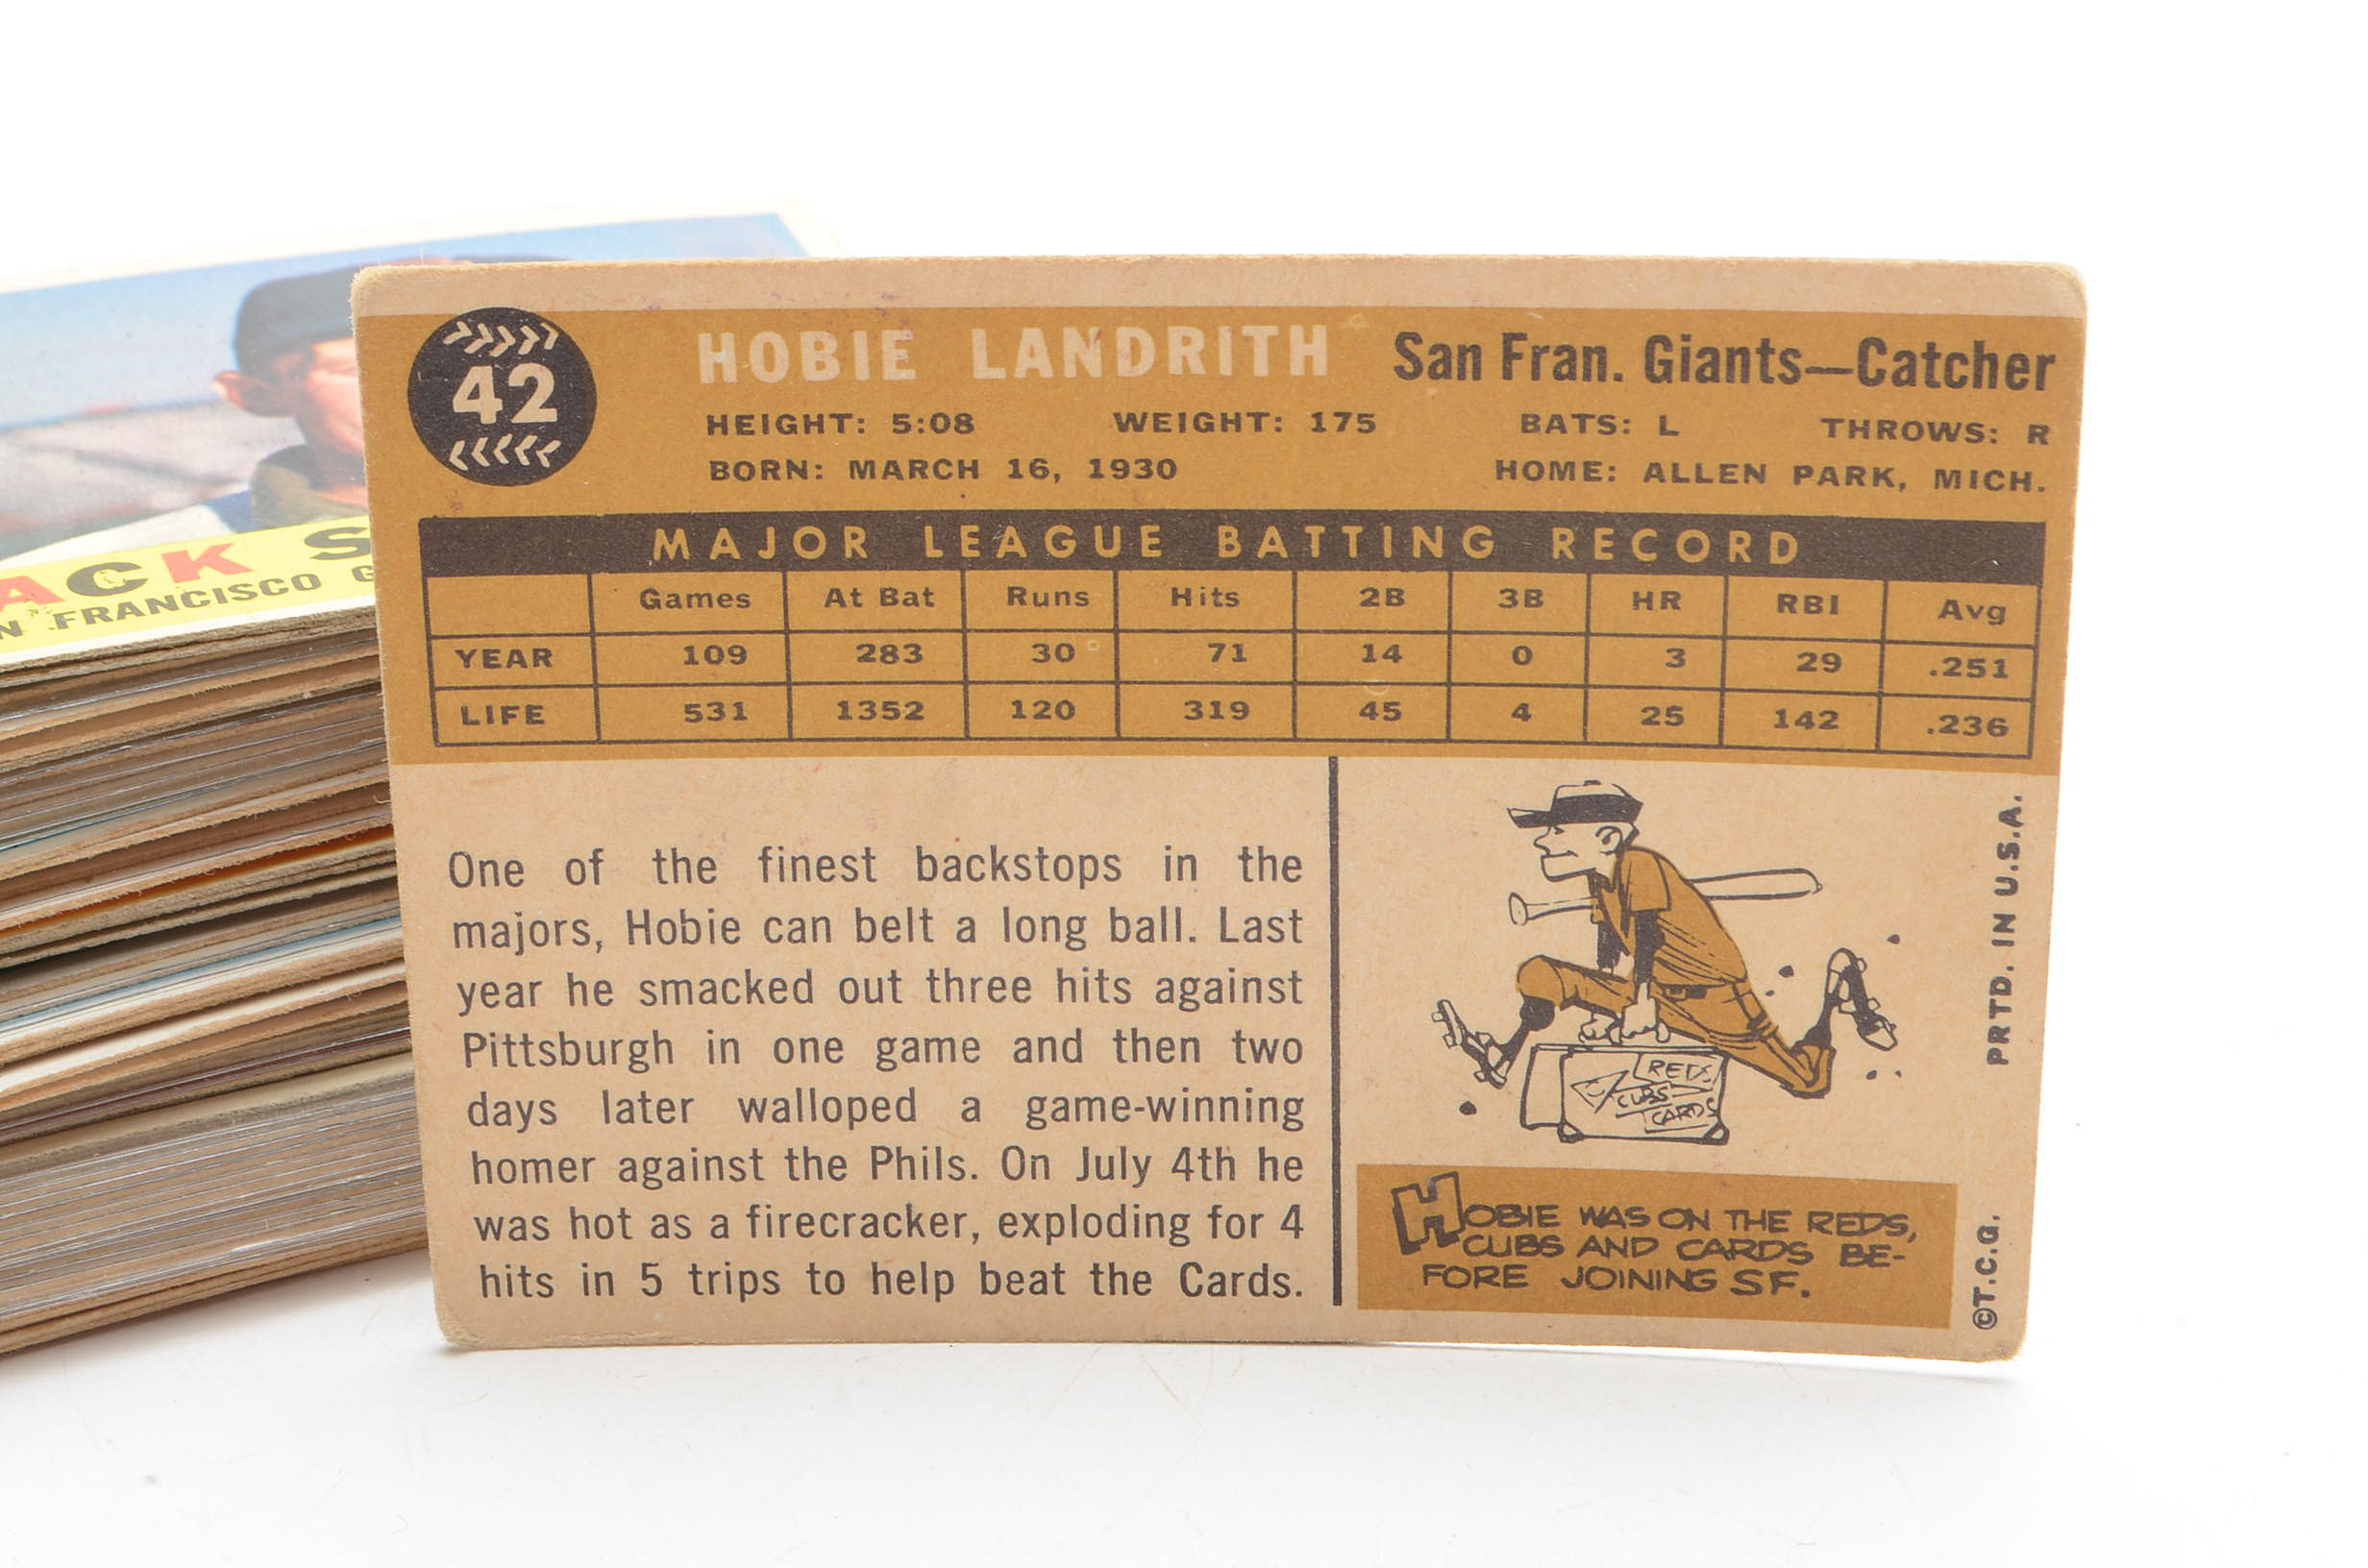 ACK S
N FRANCISCO G
42
HOBIE LANDRITH San Fran. Giants—Catcher
HEIGHT: 5:08 WEIGHT: 175 BATS: L THROWS: R
BORN: MARCH 16, 1930 HOME: ALLEN PARK, MICH.
MAJOR LEAGUE BATTING RECORD
Games At Bat Runs Hits 2B 3B HR RBI Avg
YEAR 109 283 30 71 14 0 3 29 .251
LIFE 531 1352 120 319 45 4 25 142 .236
One of the finest backstops in the
majors, Hobie can belt a long ball. Last
year he smacked out three hits against
Pittsburgh in one game and then two
days later walloped a game-winning
homer against the Phils. On July 4th he
was hot as a firecracker, exploding for 4
hits in 5 trips to help beat the Cards.
REDS
CUBS
CARDS
HOBIE WAS ON THE REDS,
CUBS AND CARDS BE-
FORE JOINING S F.
©T.C.G. PRTD. IN U.S.A.